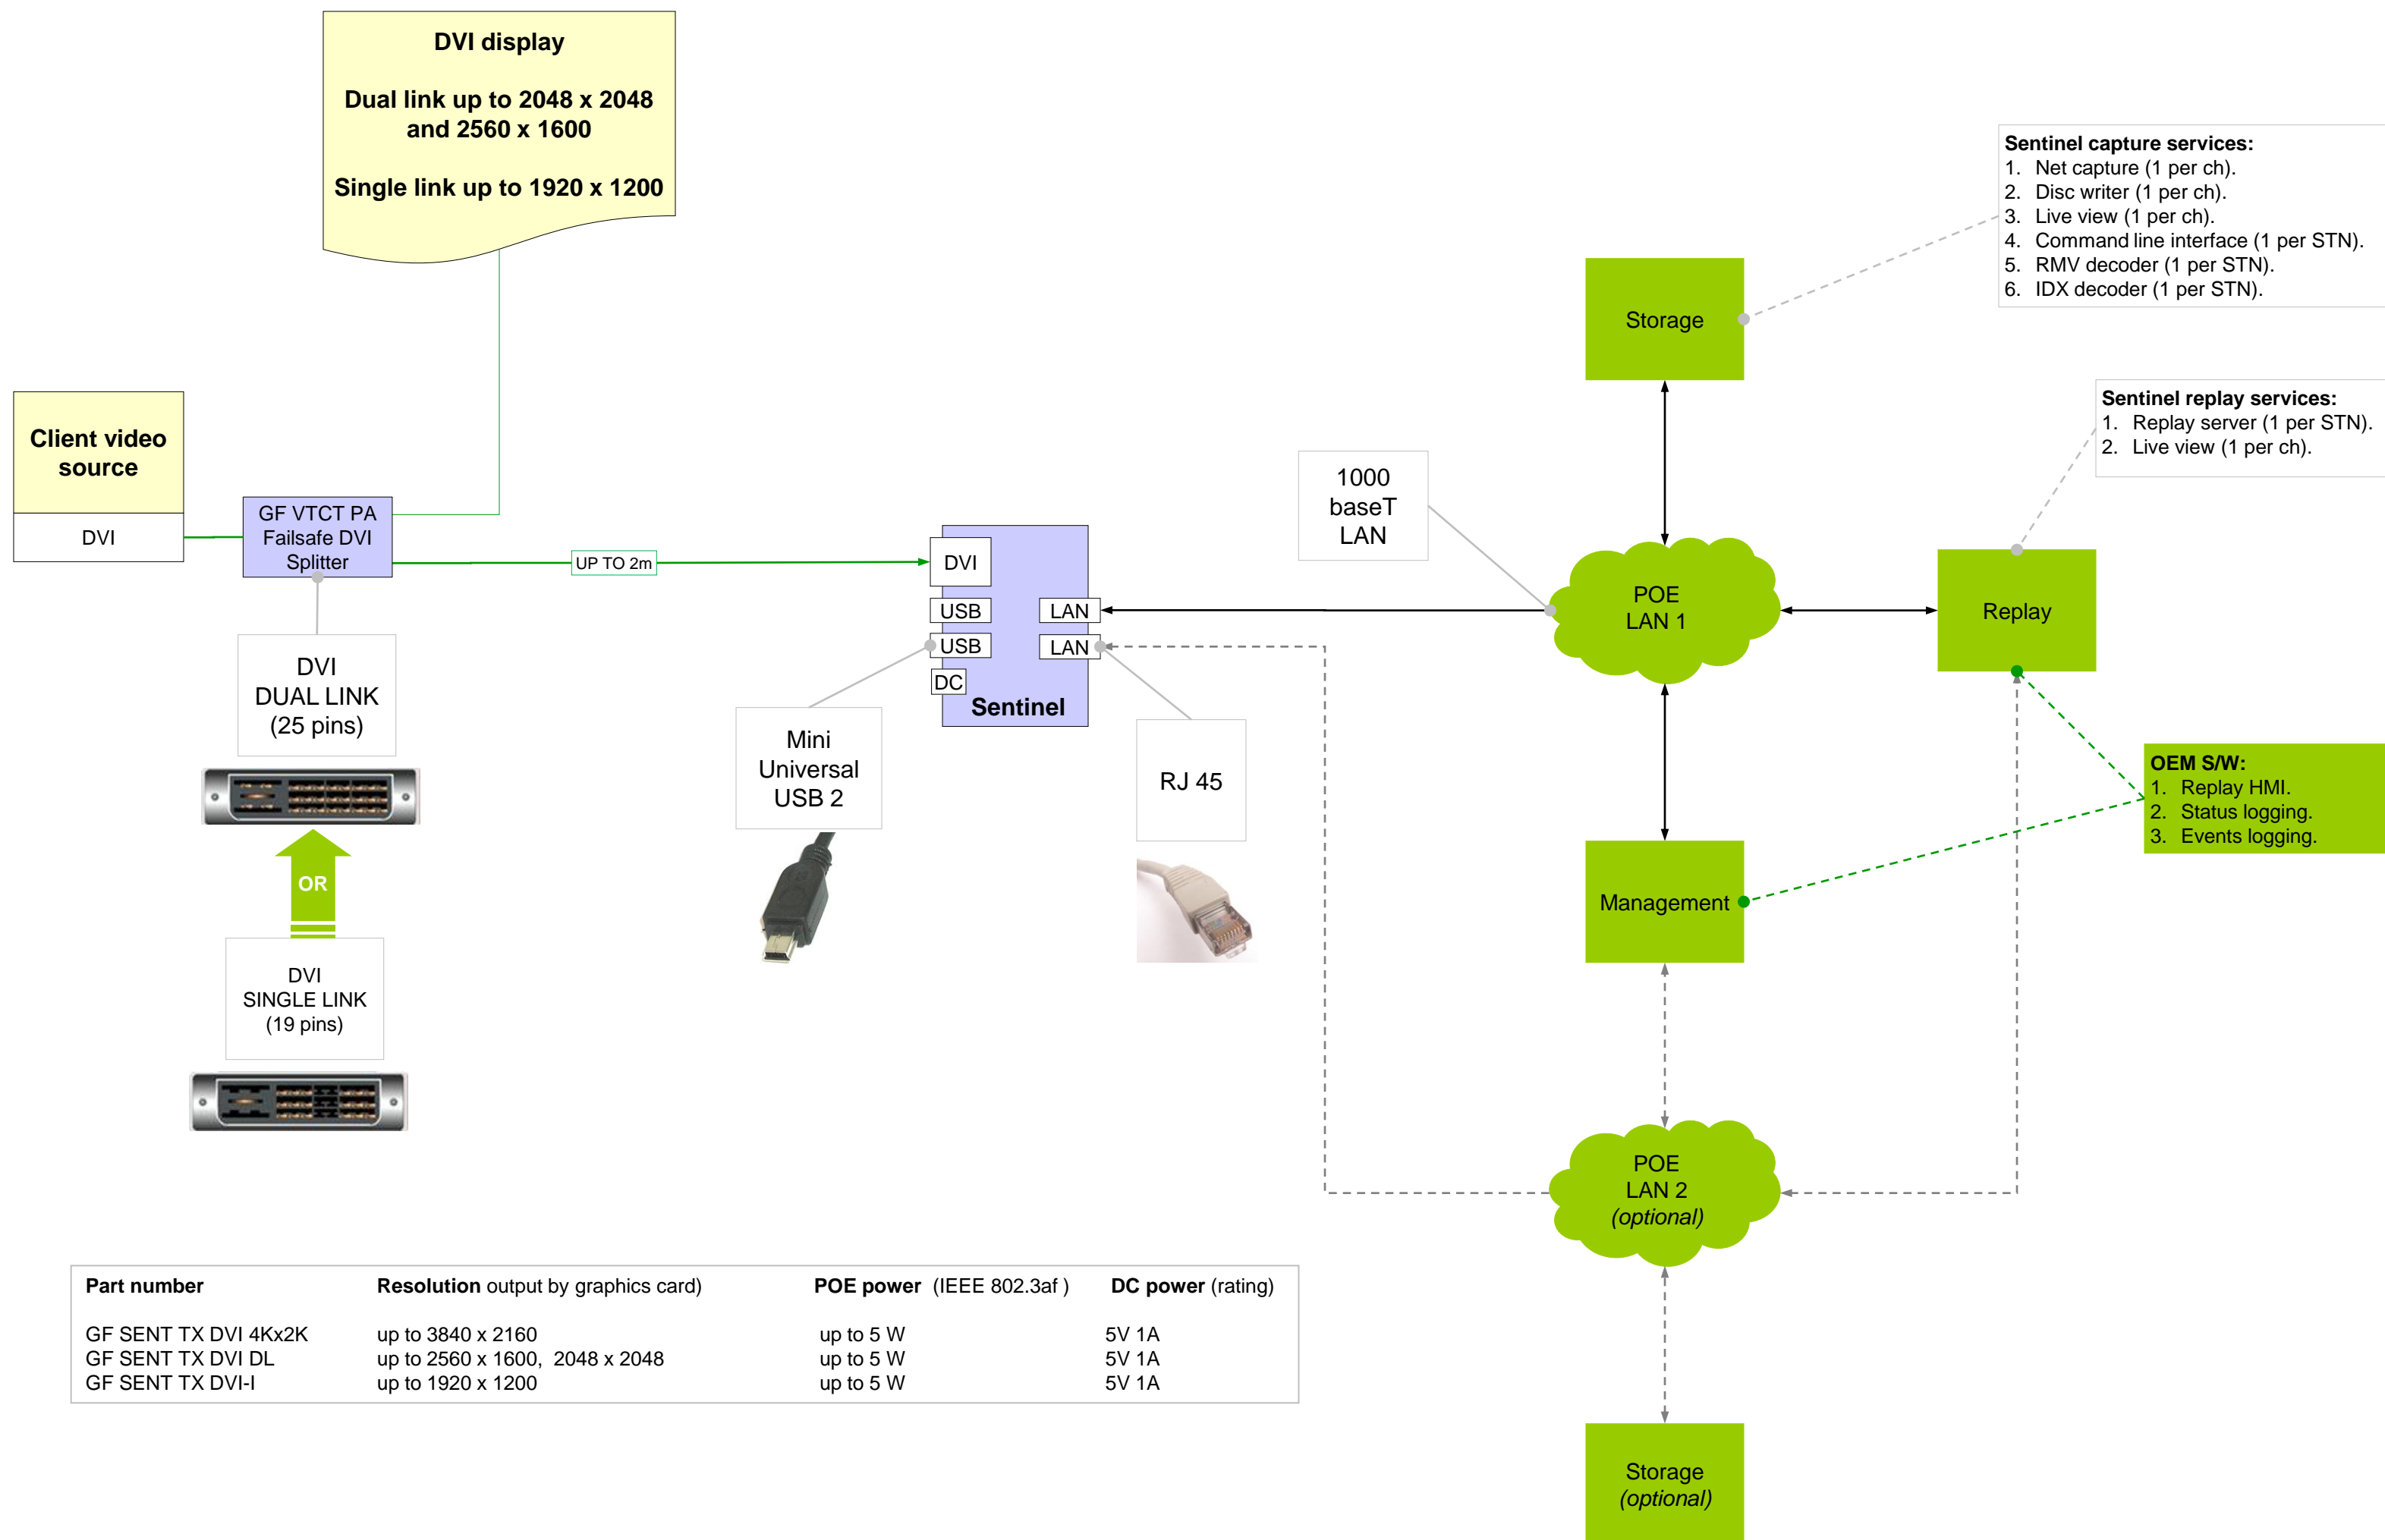 DVI display
Dual link up to 2048 x 2048
and 2560 x 1600
Single link up to 1920 x 1200
Sentinel capture services:
1. Net capture (1 per ch).
2. Disc writer (1 per ch).
3. Live view (1 per ch).
4. Command line interface (1 per STN).
5. RMV decoder (1 per STN).
6. IDX decoder (1 per STN).
Storage
Sentinel replay services:
1. Replay server (1 per STN).
2. Live view (1 per ch).
Client video
source
DVI
GF VTCT PA
Failsafe DVI
Splitter
UP TO 2m
DVI
USB
USB
DC
LAN
LAN
Sentinel
1000
baseT
LAN
POE
LAN 1
Replay
DVI
DUAL LINK
(25 pins)
Mini
Universal
USB 2
RJ 45
OEM S/W:
1. Replay HMI.
2. Status logging.
3. Events logging.
OR
Management
DVI
SINGLE LINK
(19 pins)
POE
LAN 2
(optional)
Part number Resolution output by graphics card) POE power (IEEE 802.3af ) DC power (rating)
GF SENT TX DVI 4Kx2K up to 3840 x 2160 up to 5 W 5V 1A
GF SENT TX DVI DL up to 2560 x 1600, 2048 x 2048 up to 5 W 5V 1A
GF SENT TX DVI-I up to 1920 x 1200 up to 5 W 5V 1A
Storage
(optional)